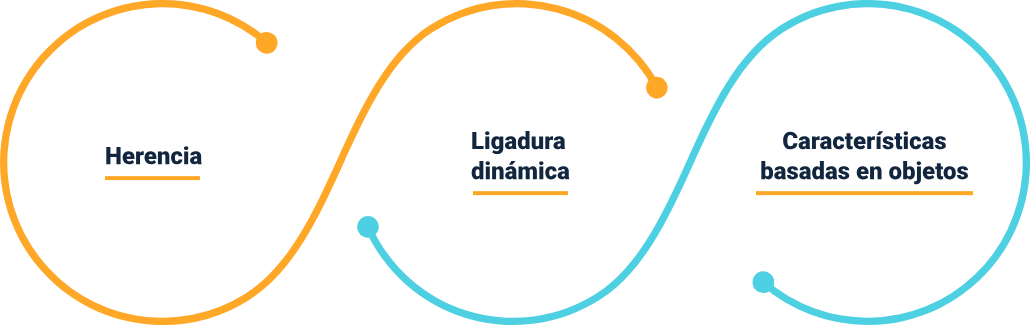 Herencia
Ligadura
dinámica
Características
basadas en objetos